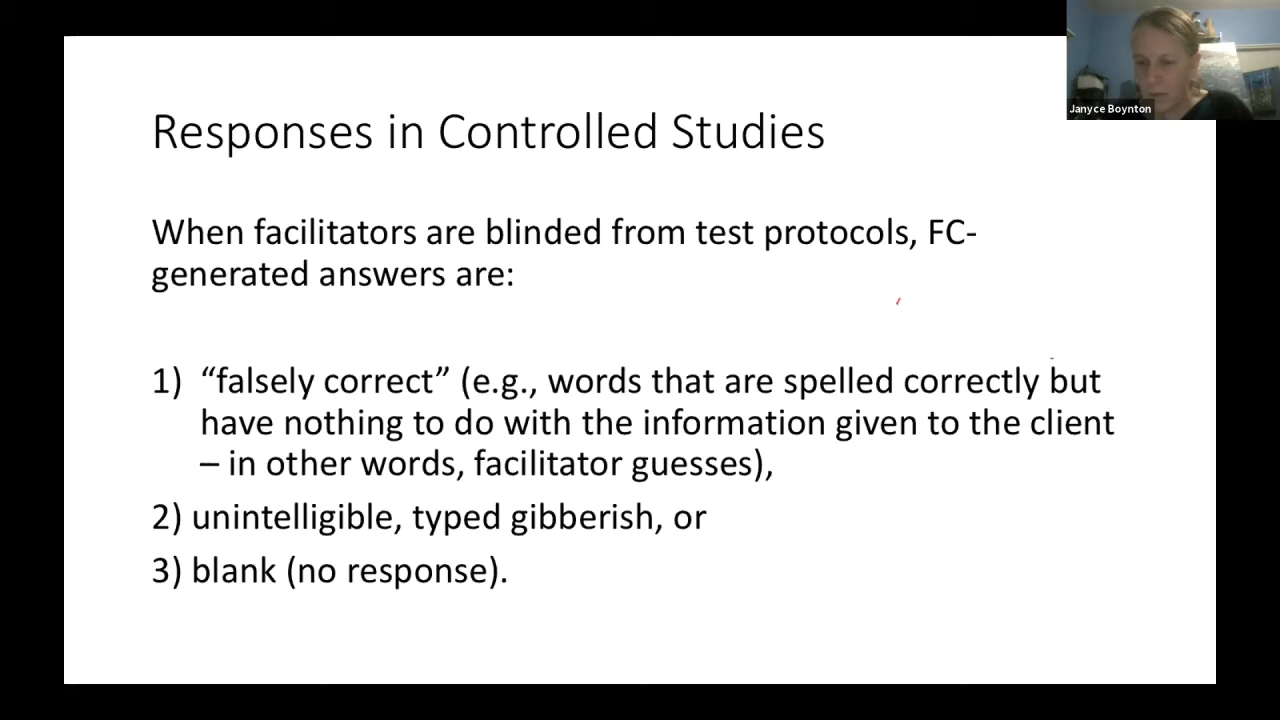 Janyce Boynton
Responses in Controlled Studies
When facilitators are blinded from test protocols, FC-
generated answers are:
1) “falsely correct” (e.g., words that are spelled correctly but
have nothing to do with the information given to the client
– in other words, facilitator guesses),
2) unintelligible, typed gibberish, or
3) blank (no response).